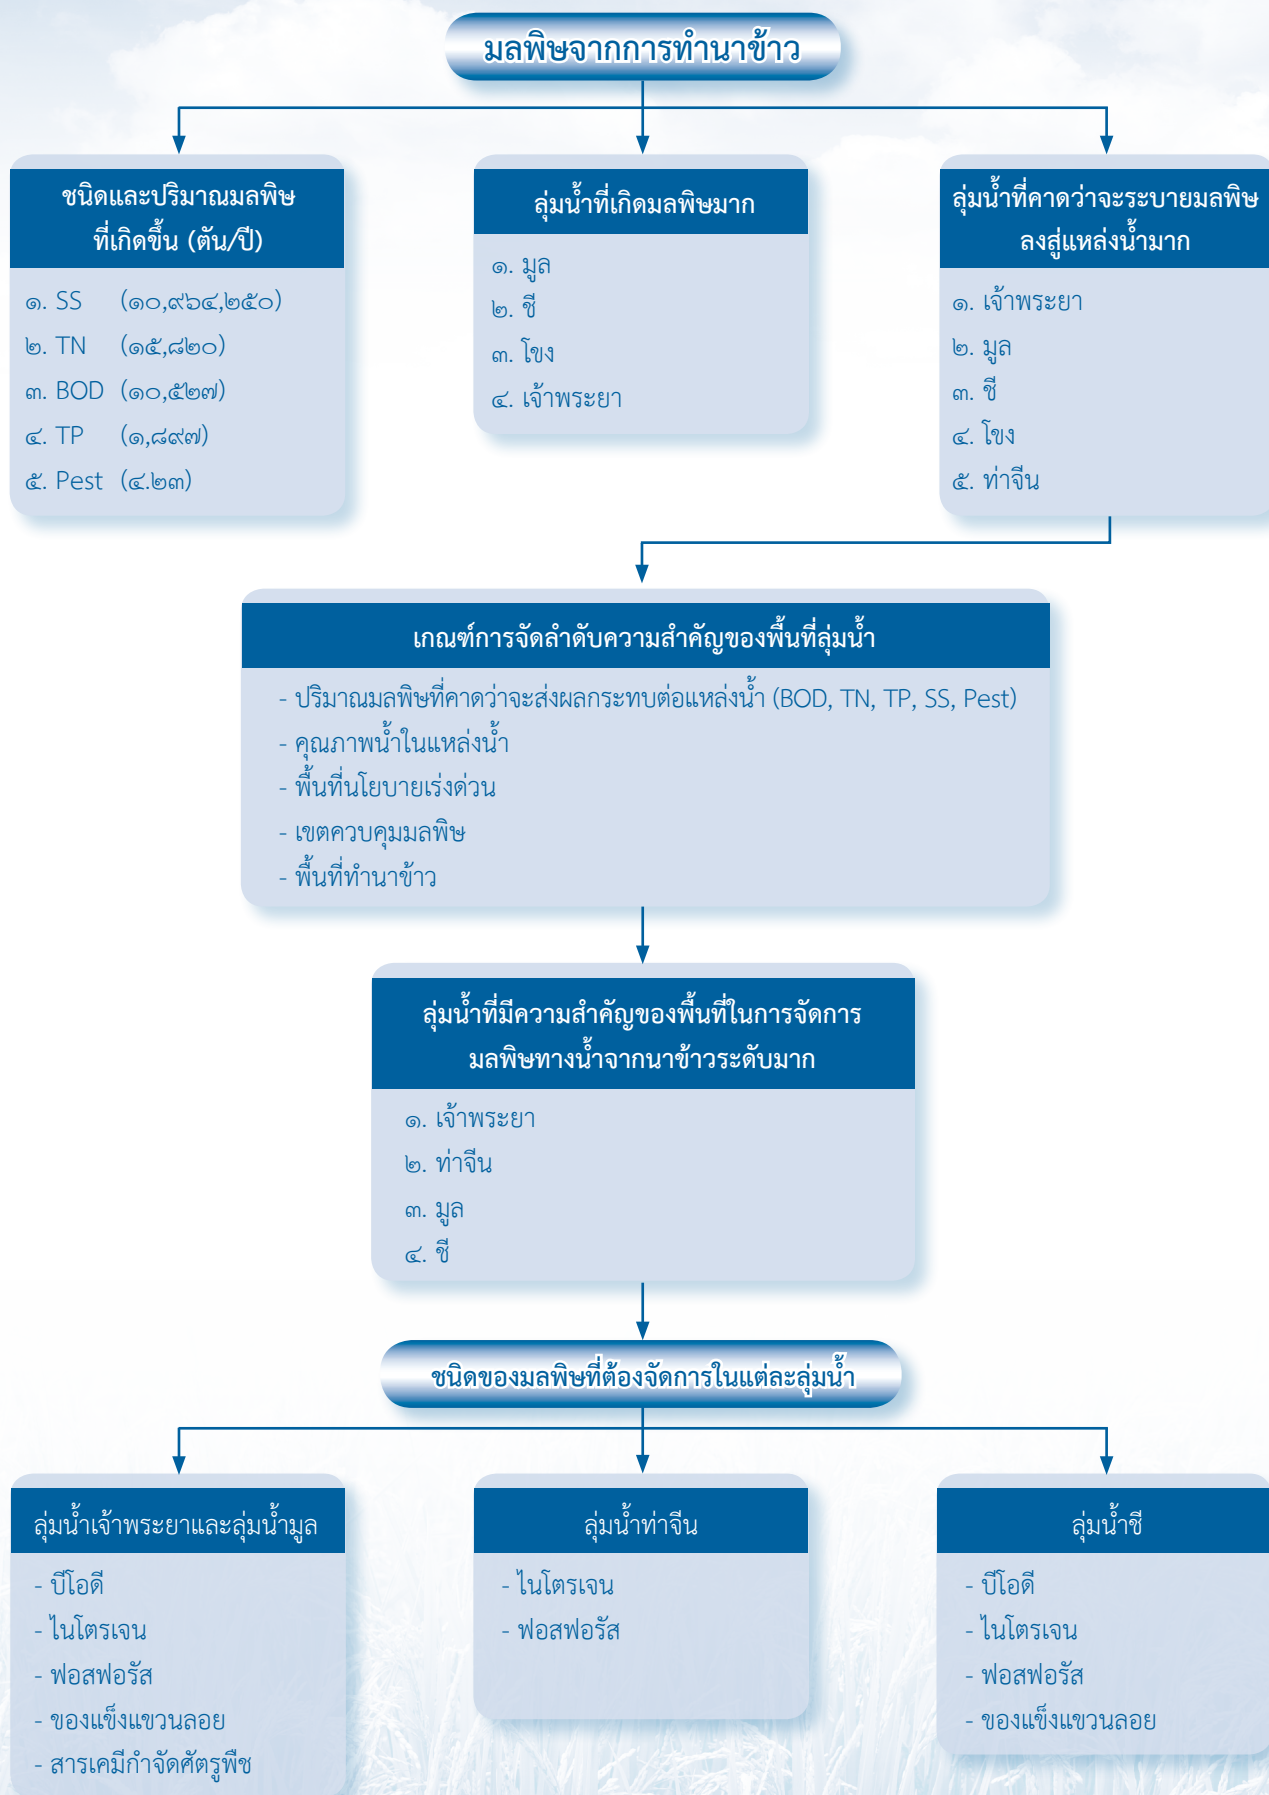 มลพิษจากการทำนาข้าว
ชนิดและปริมาณมลพิษ
ที่เกิดขึ้น (ตัน/ปี)
๑. SS (๑๐,๙๖๔,๒๕๐)
๒. TN (๑๕,๘๒๐)
๓. BOD (๑๐,๕๒๗)
๔. TP (๑,๘๙๗)
๕. Pest (๔.๒๓)
ลุ่มน้ำที่เกิดมลพิษมาก
๑. มูล
๒. ชี
๓. โขง
๔. เจ้าพระยา
ลุ่มน้ำที่คาดว่าจะระบายมลพิษ
ลงสู่แหล่งน้ำมาก
๑. เจ้าพระยา
๒. มูล
๓. ชี
๔. โขง
๕. ท่าจีน
เกณฑ์การจัดลำดับความสำคัญของพื้นที่ลุ่มน้ำ
- ปริมาณมลพิษที่คาดว่าจะส่งผลกระทบต่อแหล่งน้ำ (BOD, TN, TP, SS, Pest)
- คุณภาพน้ำในแหล่งน้ำ
- พื้นที่นโยบายเร่งด่วน
- เขตควบคุมมลพิษ
- พื้นที่ทำนาข้าว
ลุ่มน้ำที่มีความสำคัญของพื้นที่ในการจัดการ
มลพิษทางน้ำจากนาข้าวระดับมาก
๑. เจ้าพระยา
๒. ท่าจีน
๓. มูล
๔. ชี
ชนิดของมลพิษที่ต้องจัดการในแต่ละลุ่มน้ำ
ลุ่มน้ำเจ้าพระยาและลุ่มน้ำมูล
- บีโอดี
- ไนโตรเจน
- ฟอสฟอรัส
- ของแข็งแขวนลอย
- สารเคมีกำจัดศัตรูพืช
ลุ่มน้ำท่าจีน
- ไนโตรเจน
- ฟอสฟอรัส
ลุ่มน้ำชี
- บีโอดี
- ไนโตรเจน
- ฟอสฟอรัส
- ของแข็งแขวนลอย